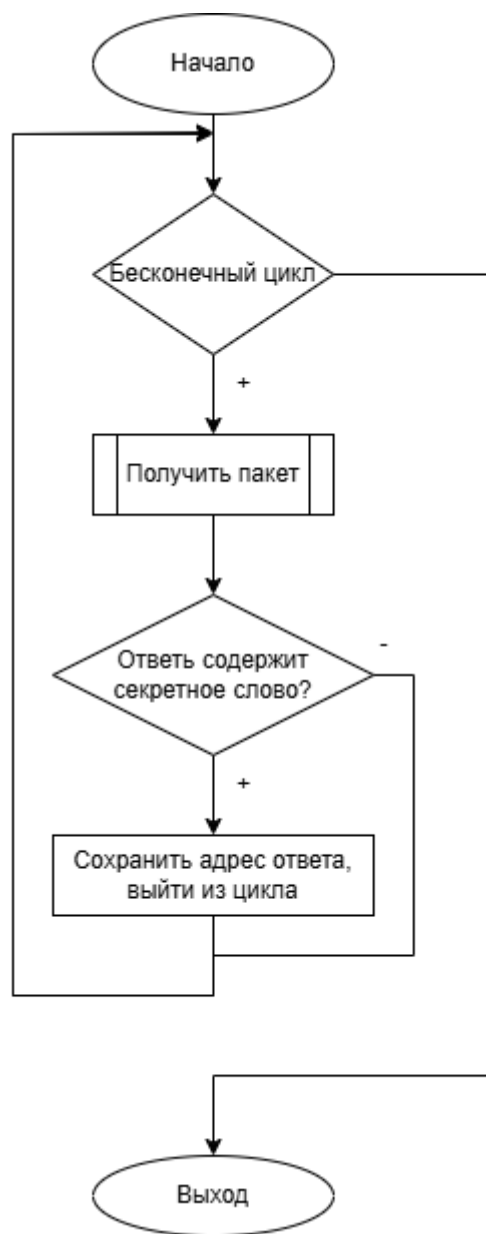 Начало
Бесконечный цикл
+
Получить пакет
-
Ответь содержит
секретное слово?
+
Сохранить адрес ответа,
выйти из цикла
Выход